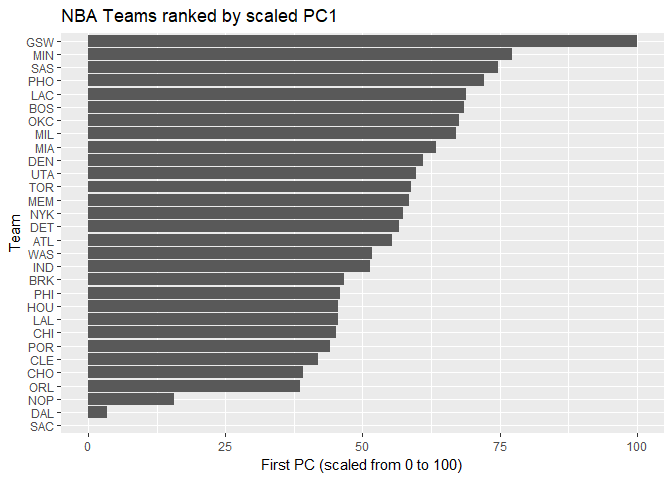 NBA Teams ranked by scaled PC1
Team
GSW
MIN
SAS
PHO
LAC
BOS
OKC
MIL
MIA
DEN
UTA
TOR
MEM
NYK
DET
ATL
WAS
IND
BRK
PHI
HOU
LAL
CHI
POR
CLE
CHO
ORL
NOP
DAL
SAC
0 25 50 75 100
First PC (scaled from 0 to 100)